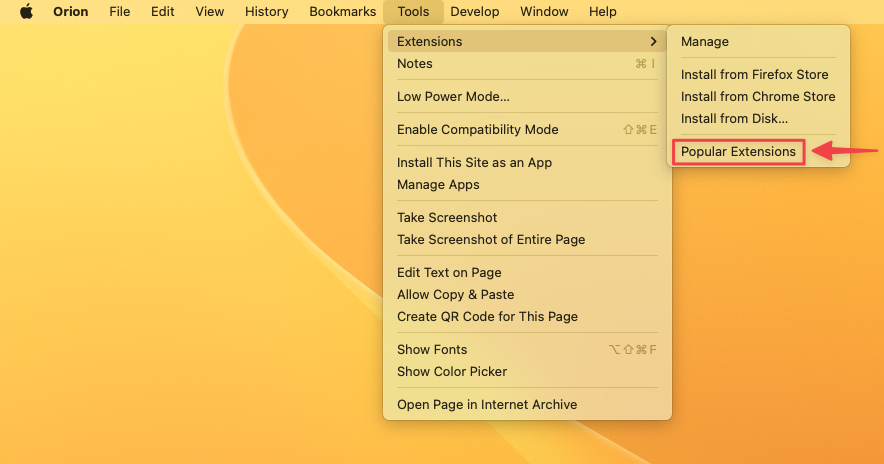 Orion File Edit View History Bookmarks Tools Develop Window Help
Extensions
Notes ⌘ I
Low Power Mode...
Enable Compatibility Mode ⇧⌘E
Install This Site as an App
Manage Apps
Take Screenshot
Take Screenshot of Entire Page
Edit Text on Page
Allow Copy & Paste
Create QR Code for This Page
Show Fonts ⌥⇧⌘F
Show Color Picker
Open Page in Internet Archive
Manage
Install from Firefox Store
Install from Chrome Store
Install from Disk...
Popular Extensions